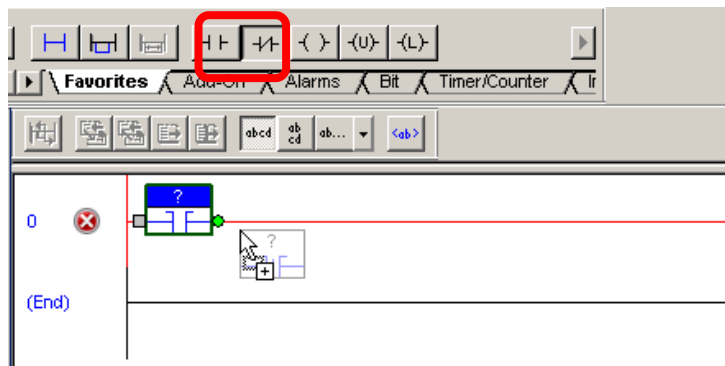 (U) (L)
Favorites Add-On Alarms Bit Timer/Counter
abcd ab cd ab... <ab>
?
0
?
(End)